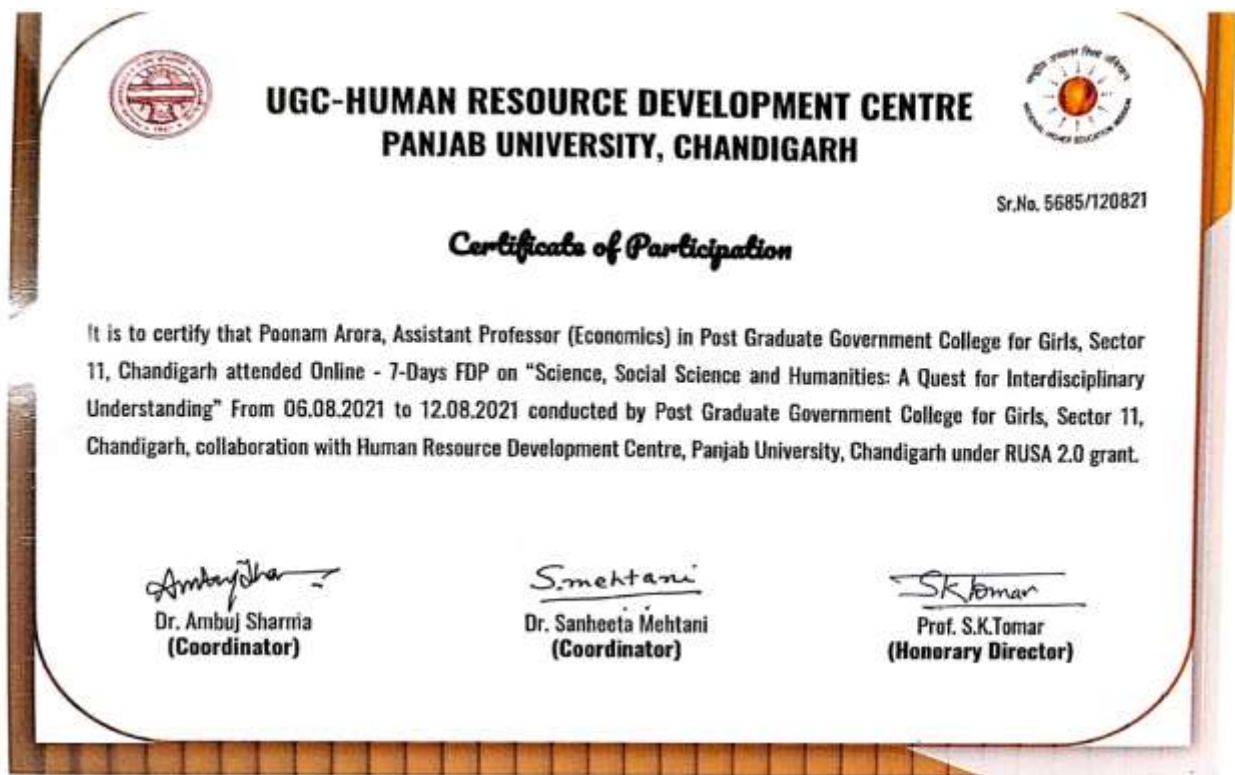 UGC-HUMAN RESOURCE DEVELOPMENT CENTRE
PANJAB UNIVERSITY, CHANDIGARH
Sr.No. 5685/120821
Certificate of Participation
It is to certify that Poonam Arora, Assistant Professor (Economics) in Post Graduate Government College for Girls, Sector
11, Chandigarh attended Online - 7-Days FDP on “Science, Social Science and Humanities: A Quest for Interdisciplinary
Understanding” From 06.08.2021 to 12.08.2021 conducted by Post Graduate Government College for Girls, Sector 11,
Chandigarh, collaboration with Human Resource Development Centre, Panjab University, Chandigarh under RUSA 2.0 grant.
S.mehtani
SKTomar
Dr. Ambuj Sharma
Dr. Sanheeta Mehtani
Prof. S.K.Tomar
(Coordinator)
(Coordinator)
(Honorary Director)